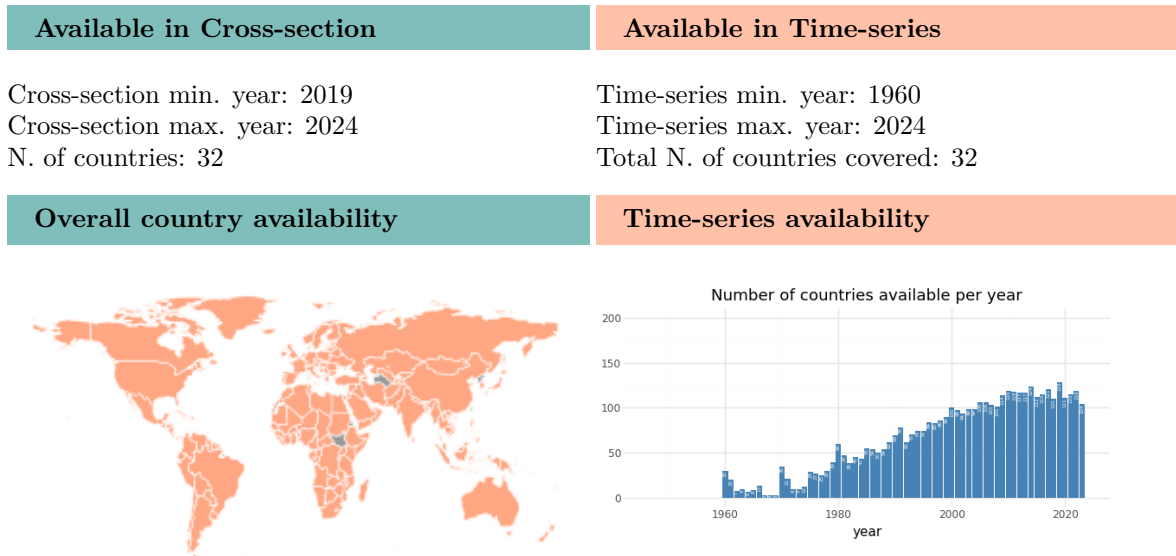 Available in Cross-section
Available in Time-series
Cross-section min. year: 2019
Cross-section max. year: 2024
N. of countries: 32
Time-series min. year: 1960
Time-series max. year: 2024
Total N. of countries covered: 32
Overall country availability
Time-series availability
Number of countries available per year
200
150
100
50
0
1960
1980
2000
2020
year